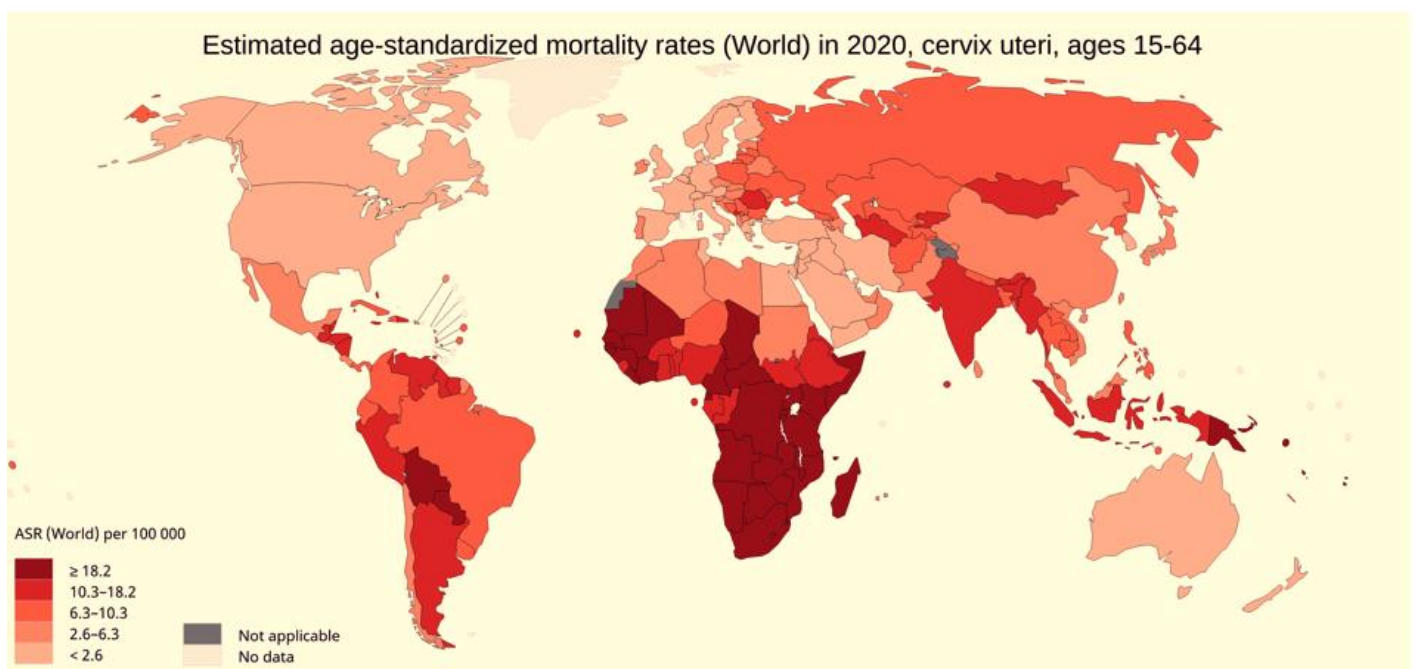 Estimated age-standardized mortality rates (World) in 2020, cervix uteri, ages 15-64
ASR (World) per 100 000
≥ 18.2
10.3–18.2
6.3–10.3
2.6–6.3
< 2.6
Not applicable
No data